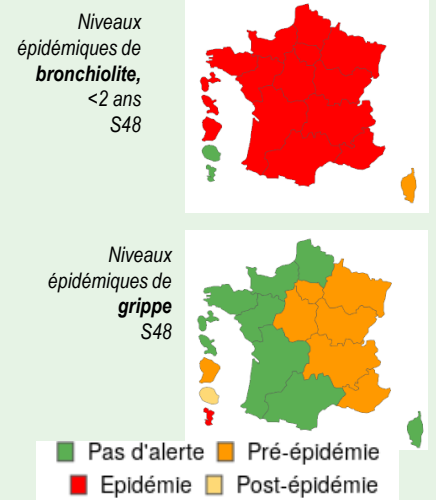 Niveaux
épidémiques de
bronchiolite,
<2 ans
S48
Niveaux
épidémiques de
grippe
S48
Pas d'alerte Pré-épidémie
Epidémie Post-épidémie